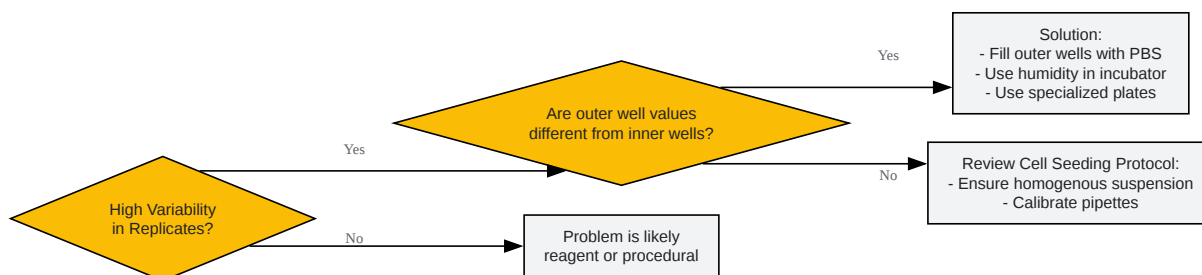 High Variability
in Replicates?
Yes
No
Are outer well values
different from inner wells?
Problem is likely
reagent or procedural
Yes
No
Solution:
- Fill outer wells with PBS
- Use humidity in incubator
- Use specialized plates
Review Cell Seeding Protocol:
- Ensure homogenous suspension
- Calibrate pipettes